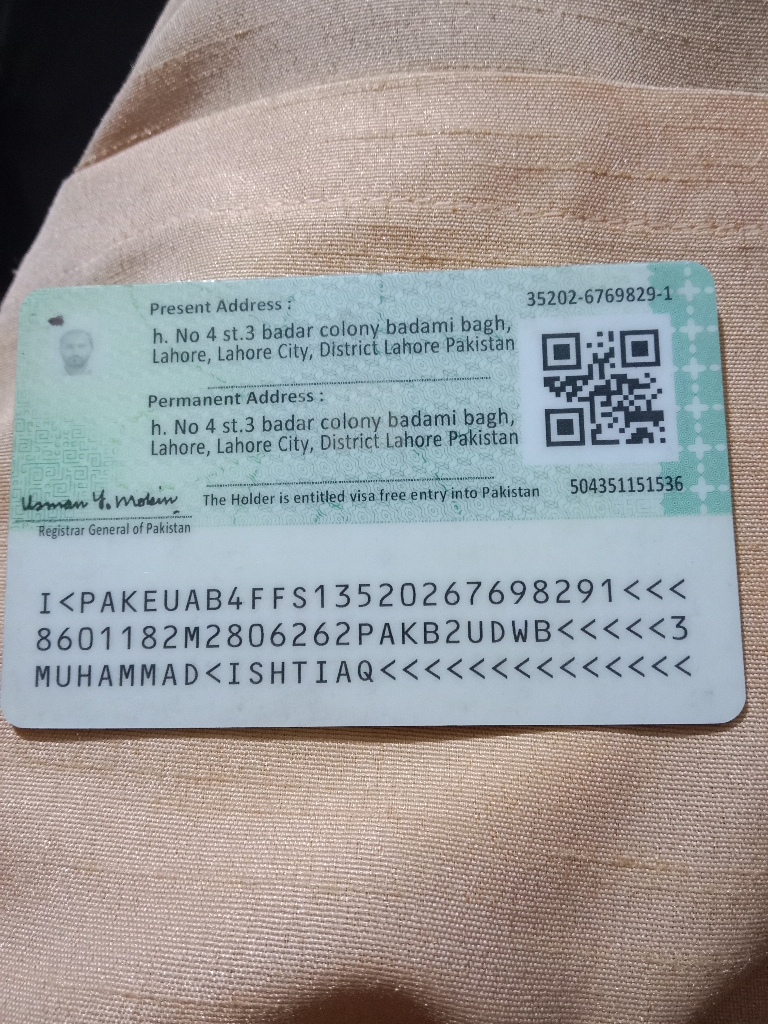 Present Address :
35202-6769829-1
h. No 4 st.3 badar colony badami bagh,
Lahore, Lahore City, District Lahore Pakistan
Permanent Address :
h. No 4 st.3 badar colony badami bagh,
Lahore, Lahore City, District Lahore Pakistan
504351151536
Usman Y. Mobin
The Holder is entitled visa free entry into Pakistan
Registrar General of Pakistan
I<PAKEUAB4FFS13520267698291<<<
8601182M2806262PAKB2UDWB<<<<<3
MUHAMMAD<ISHTIAQ<<<<<<<<<<<<<<